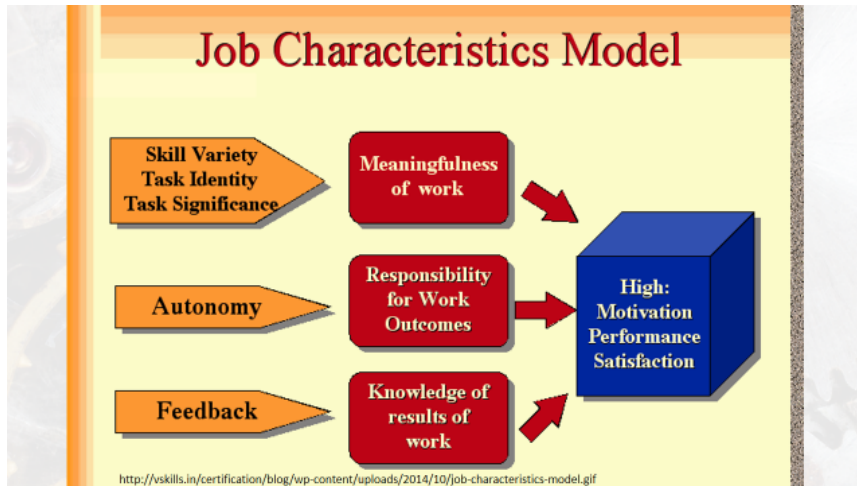 Job Characteristics Model
Skill Variety
Task Identity
Task Significance
Meaningfulness
of work
Autonomy
Responsibility
for Work
Outcomes
High:
Motivation
Performance
Satisfaction
Feedback
Knowledge of
results of
work
http://vskills.in/certification/blog/wp-content/uploads/2014/10/job-characteristics-model.gif